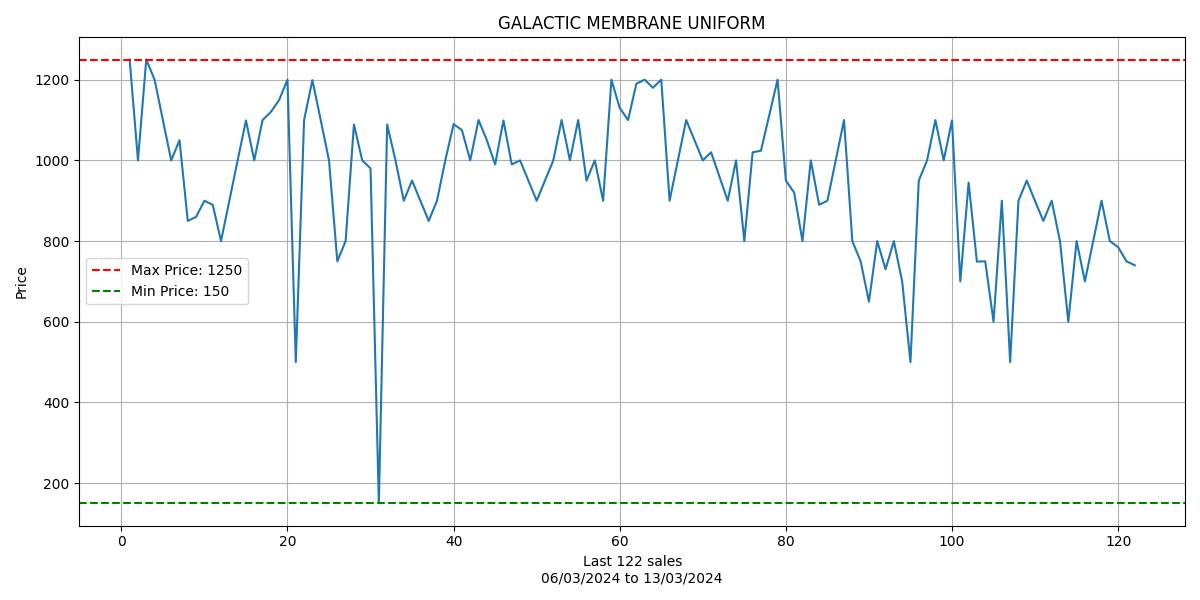 GALACTIC MEMBRANE UNIFORM
Price
1200
1000
800
600
400
200
Max Price: 1250
Min Price: 150
0 20 40 60 80 100 120
Last 122 sales
06/03/2024 to 13/03/2024